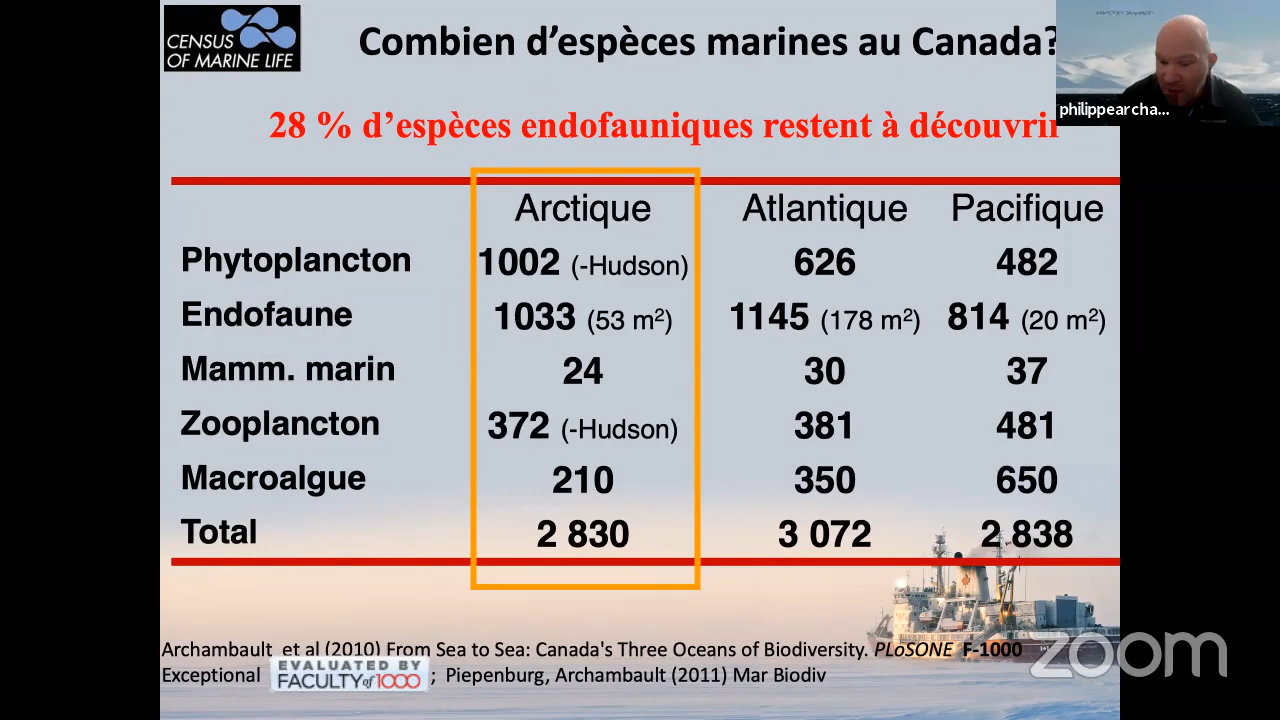 CENSUS
OF MARINE LIFE
Combien d’espèces marines au Canada?
philippearcha...
28 % d’espèces endofauniques restent à découvrir
Arctique Atlantique Pacifique
Phytoplancton 1002 (-Hudson) 626 482
Endofaune 1033 (53 m²) 1145 (178 m²) 814 (20 m²)
Mamm. marin 24 30 37
Zooplancton 372 (-Hudson) 381 481
Macroalgue 210 350 650
Total 2 830 3 072 2 838
Archambault et al (2010) From Sea to Sea: Canada's Three Oceans of Biodiversity. PLoSONE F-1000
Exceptional EVALUATED BY FACULTY of 1000 ; Piepenburg, Archambault (2011) Mar Biodiv
zoom